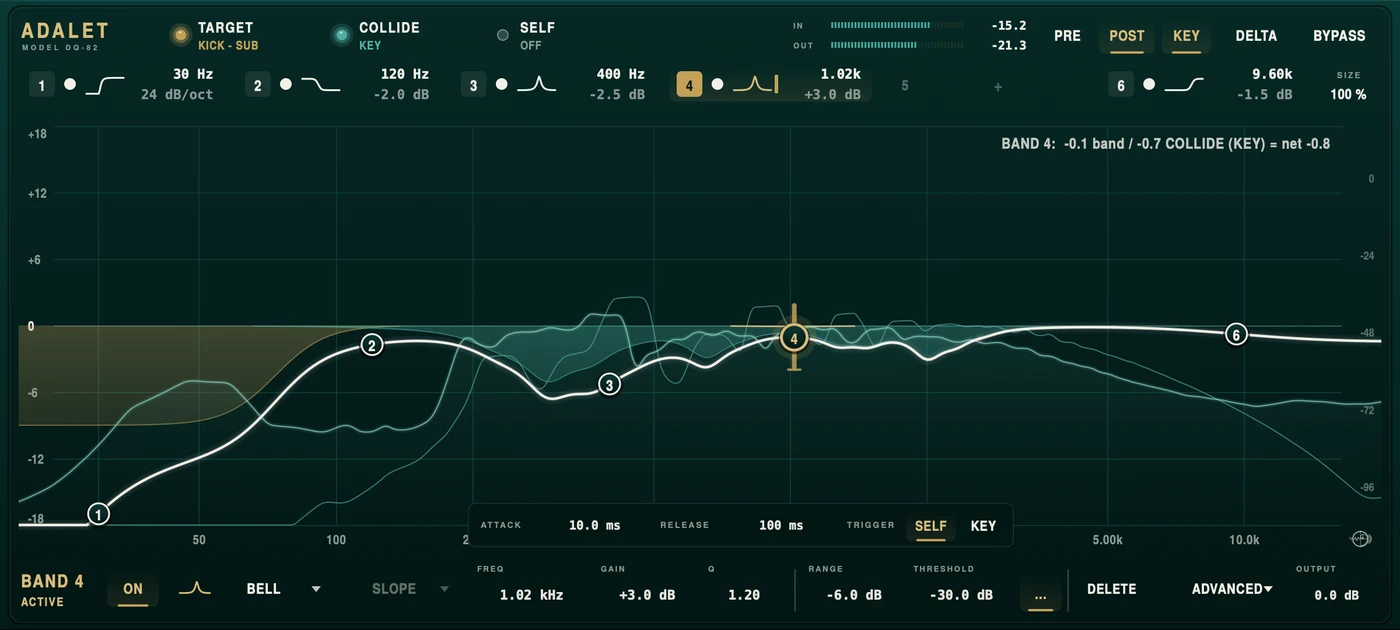 ADALET
MODEL DQ-82
TARGET
KICK - SUB
COLLIDE
KEY
SELF
OFF
IN -15.2
OUT -21.3
PRE POST KEY DELTA BYPASS
1 30 Hz
24 dB/oct
2 120 Hz
-2.0 dB
3 400 Hz
-2.5 dB
4 1.02k
+3.0 dB
5
+
6 9.60k
-1.5 dB
SIZE
100 %
BAND 4: -0.1 band / -0.7 COLLIDE (KEY) = net -0.8
+18
+12
+6
0
-6
-12
-18
0
-24
-48
-72
-96
1
2
3
4
6
50 100 2 5.00k 10.0k
ATTACK 10.0 ms RELEASE 100 ms TRIGGER SELF KEY
BAND 4
ACTIVE
ON BELL SLOPE
FREQ
1.02 kHz
GAIN
+3.0 dB
Q
1.20
RANGE
-6.0 dB
THRESHOLD
-30.0 dB
...
DELETE
ADVANCED
OUTPUT
0.0 dB